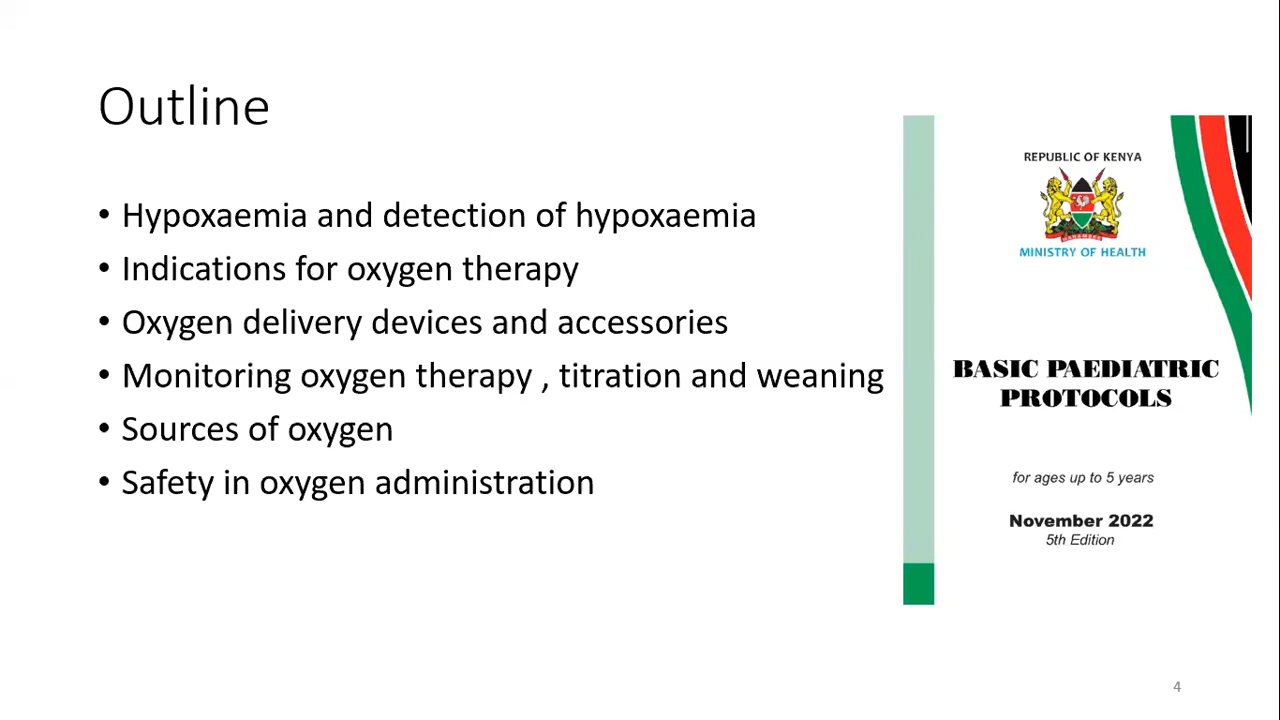 Outline
• Hypoxaemia and detection of hypoxaemia
• Indications for oxygen therapy
• Oxygen delivery devices and accessories
• Monitoring oxygen therapy , titration and weaning
• Sources of oxygen
• Safety in oxygen administration
REPUBLIC OF KENYA
MINISTRY OF HEALTH
BASIC PAEDIATRIC
PROTOCOLS
for ages up to 5 years
November 2022
5th Edition
4